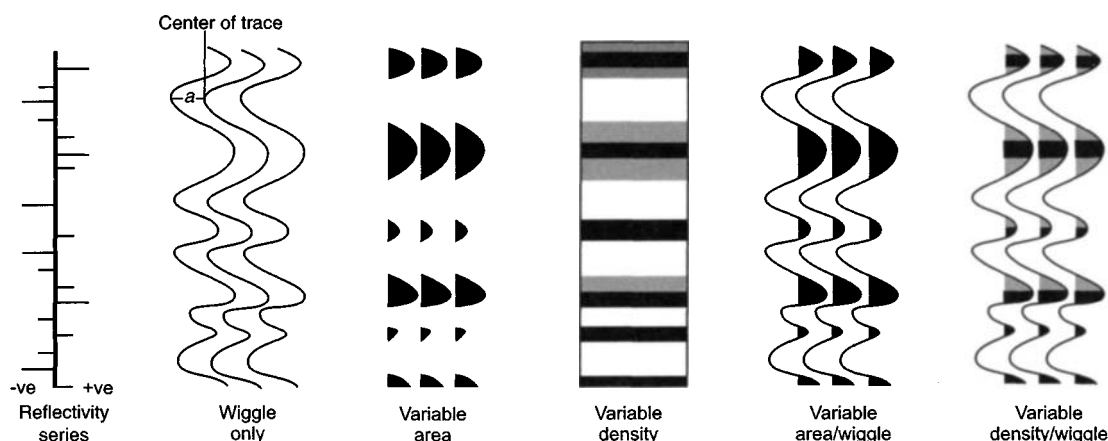 Center of trace
a
-ve
+ve
Reflectivity
series
Wiggle
only
Variable
area
Variable
density
Variable
area/wiggle
Variable
density/wiggle